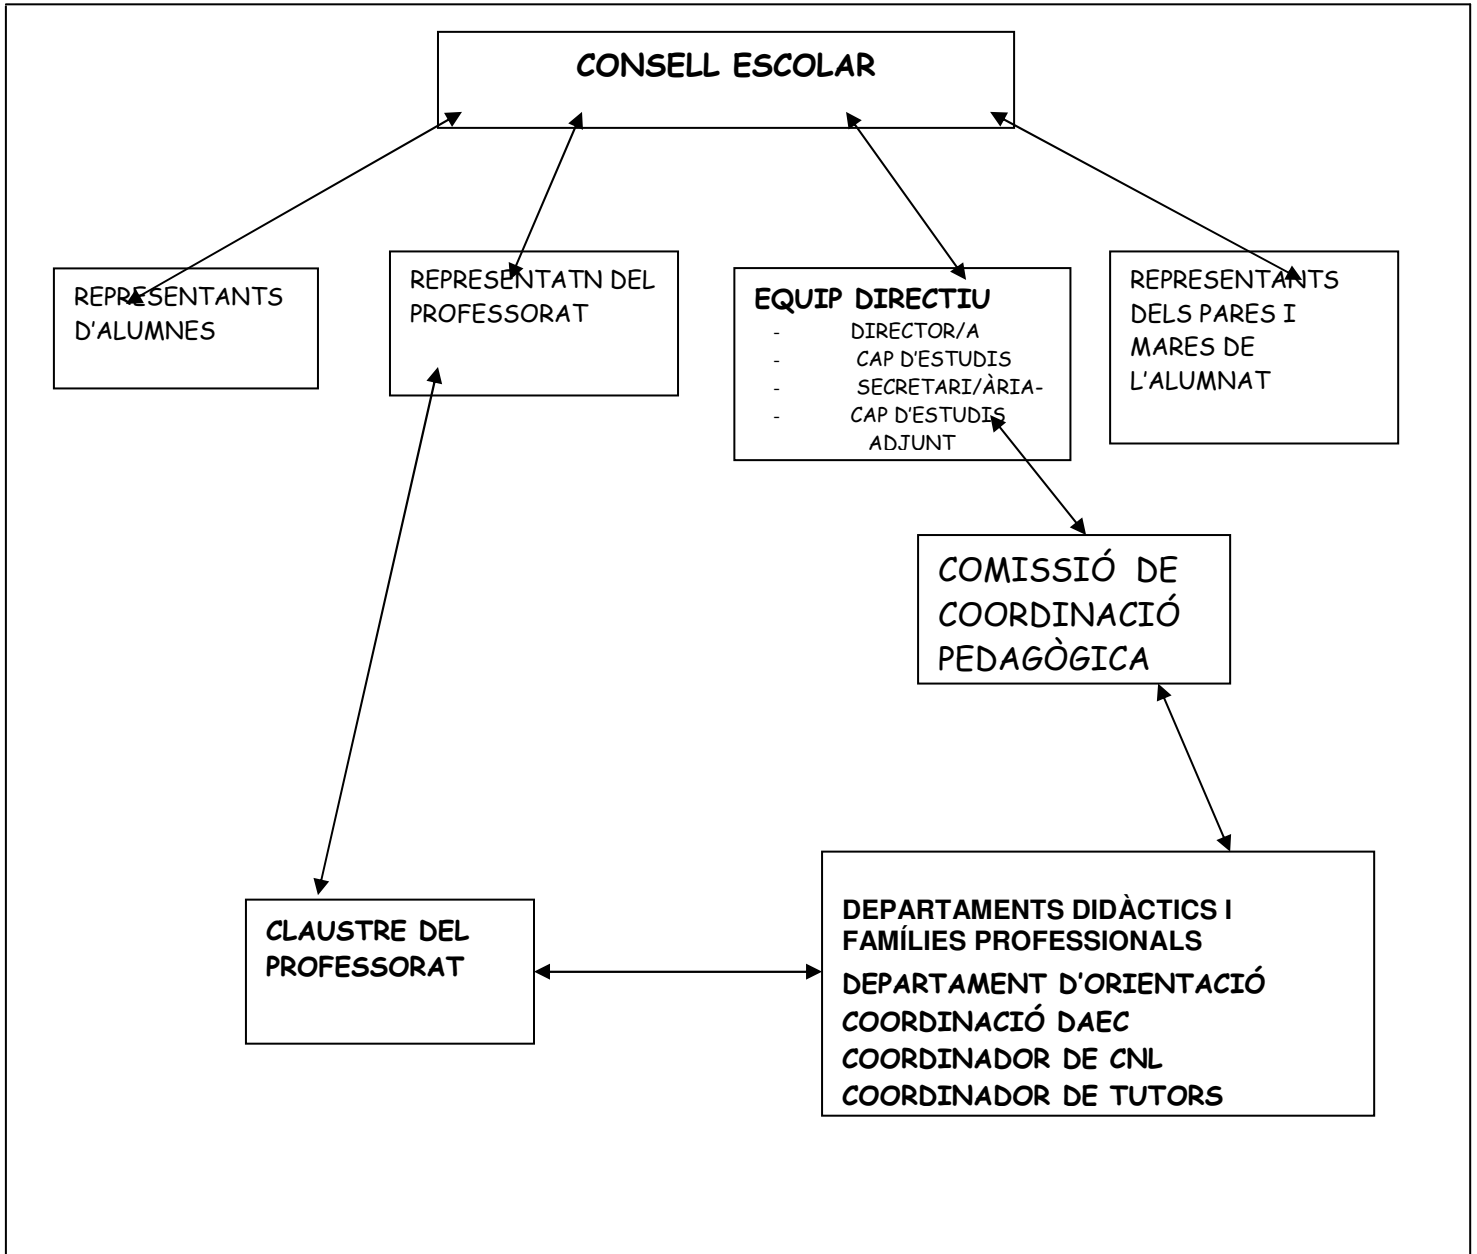 CONSELL ESCOLAR
REPRESENTANTS
D'ALUMNES
REPRESENTATN DEL
PROFESSORAT
EQUIP DIRECTIU
- DIRECTOR/A
- CAP D'ESTUDIS
- SECRETARI/ÀRIA-
- CAP D'ESTUDIS
ADJUNT
REPRESENTANTS
DELS PARES I
MARES DE
L'ALUMNAT
COMISSIÓ DE
COORDINACIÓ
PEDAGÒGICA
CLAUSTRE DEL
PROFESSORAT
DEPARTAMENTS DIDÀCTICS I
FAMÍLIES PROFESSIONALS
DEPARTAMENT D'ORIENTACIÓ
COORDINACIÓ DAEC
COORDINADOR DE CNL
COORDINADOR DE TUTORS